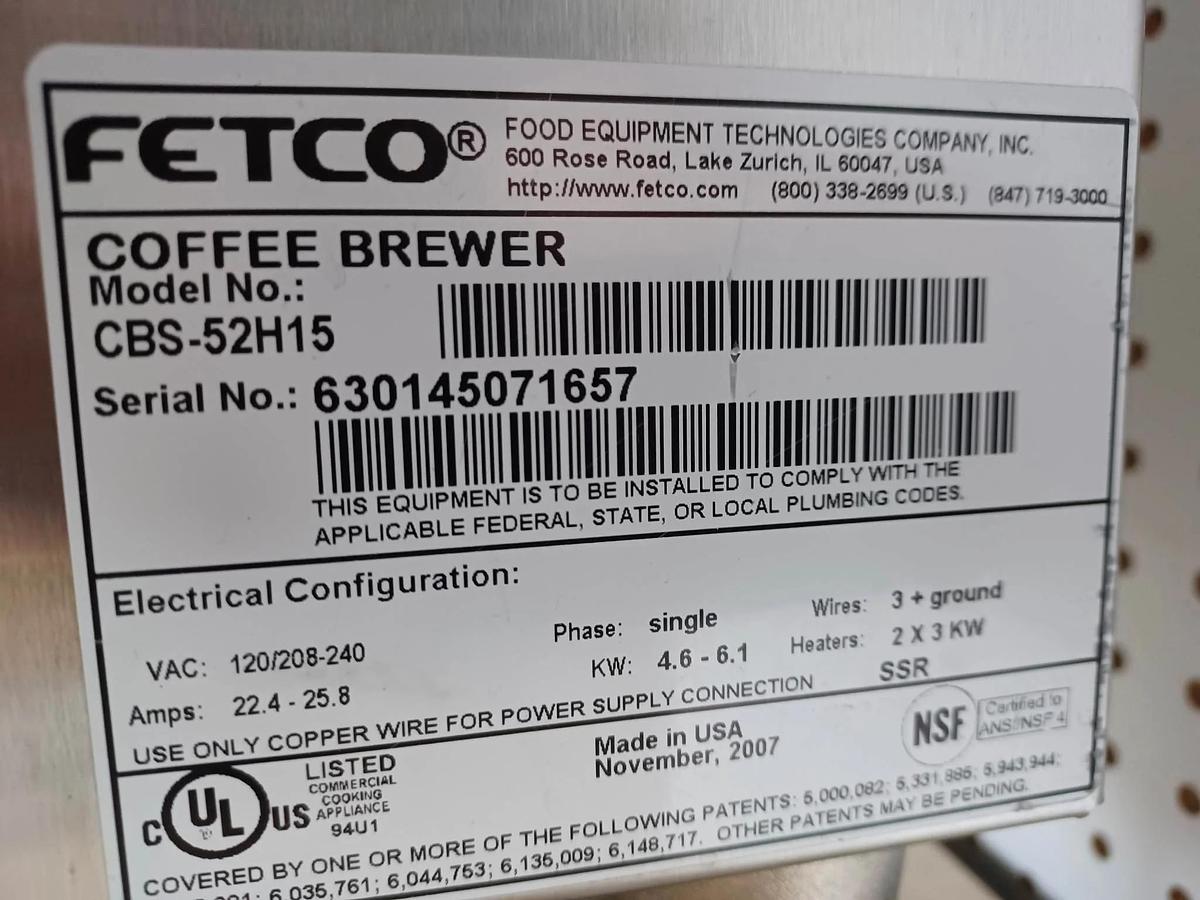 FETCO®
FOOD EQUIPMENT TECHNOLOGIES COMPANY, INC.
600 Rose Road, Lake Zurich, IL 60047, USA
http://www.fetco.com (800) 338-2699 (U.S.) (847) 719-3000
COFFEE BREWER
Model No.:
CBS-52H15
Serial No.: 630145071657
THIS EQUIPMENT IS TO BE INSTALLED TO COMPLY WITH THE
APPLICABLE FEDERAL, STATE, OR LOCAL PLUMBING CODES.
Electrical Configuration:
VAC: 120/208-240 Phase: single Wires: 3 + ground
Amps: 22.4 - 25.8 KW: 4.6 - 6.1 Heaters: 2 X 3 KW
SSR
USE ONLY COPPER WIRE FOR POWER SUPPLY CONNECTION
C UL US
LISTED
COMMERCIAL
COOKING
APPLIANCE
94U1
Made in USA
November, 2007
NSF
Certified to
ANSI/NSF 4
COVERED BY ONE OR MORE OF THE FOLLOWING PATENTS: 5,000,082; 5,331,885; 5,943,944;
6,035,761; 6,044,753; 6,135,009; 6,148,717. OTHER PATENTS MAY BE PENDING.